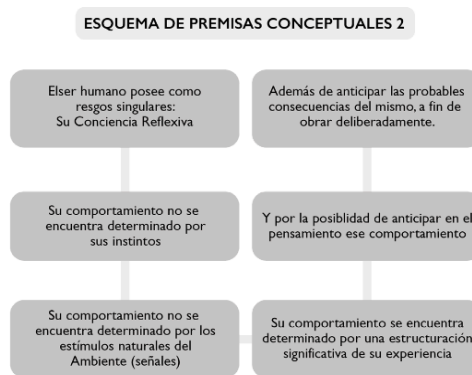 ESQUEMA DE PREMISAS CONCEPTUALES 2
Elser humano posee como
resgos singulares:
Su Conciencia Reflexiva
Su comportamiento no se
encuentra determinado por
sus instintos
Su comportamiento no se
encuentra determinado por los
estímulos naturales del
Ambiente (señales)
Su comportamiento se encuentra
determinado por una estructuración
significativa de su experiencia
Y por la posiblidad de anticipar en el
pensamiento ese comportamiento
Además de anticipar las probables
consecuencias del mismo, a fin de
obrar deliberadamente.